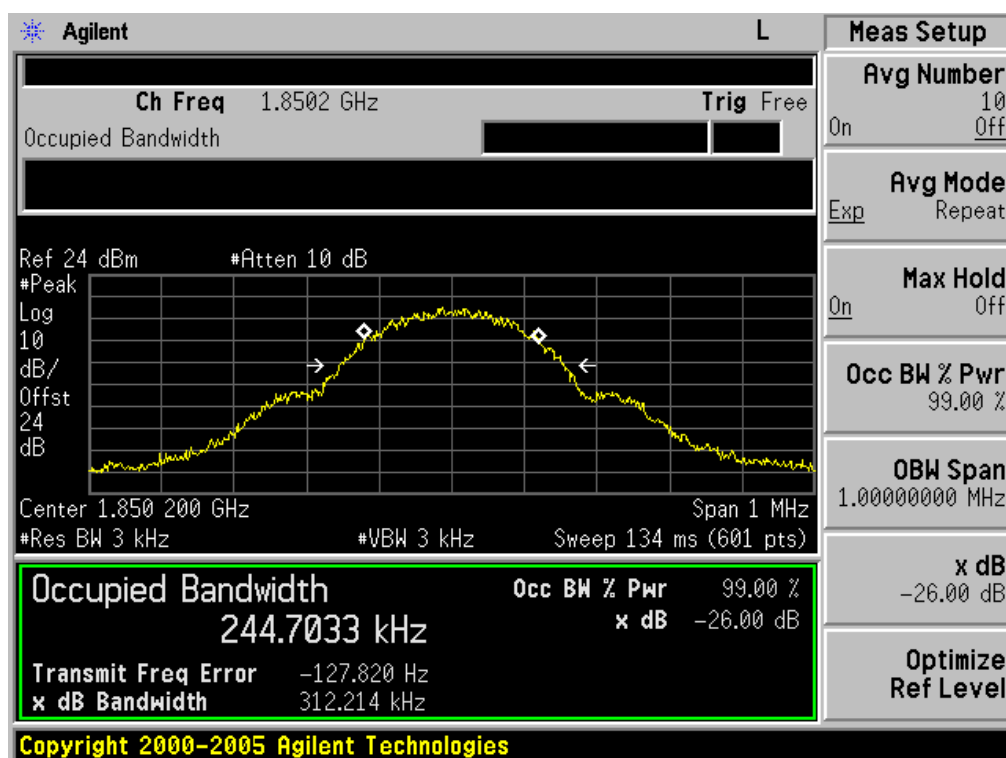 Agilent
L
Meas Setup
Ch Freq 1.8502 GHz
Trig Free
Occupied Bandwidth
Avg Number
10
On Off
Avg Mode
Exp Repeat
Max Hold
On Off
Occ BW % Pwr
99.00 %
OBW Span
1.00000000 MHz
x dB
-26.00 dB
Optimize
Ref Level
Ref 24 dBm
#Atten 10 dB
#Peak
Log
10
dB/
Offst
24
dB
Center 1.850 200 GHz
Span 1 MHz
#Res BW 3 kHz
#VBW 3 kHz
Sweep 134 ms (601 pts)
Occupied Bandwidth
244.7033 kHz
Occ BW % Pwr 99.00 %
x dB -26.00 dB
Transmit Freq Error -127.820 Hz
x dB Bandwidth 312.214 kHz
Copyright 2000-2005 Agilent Technologies